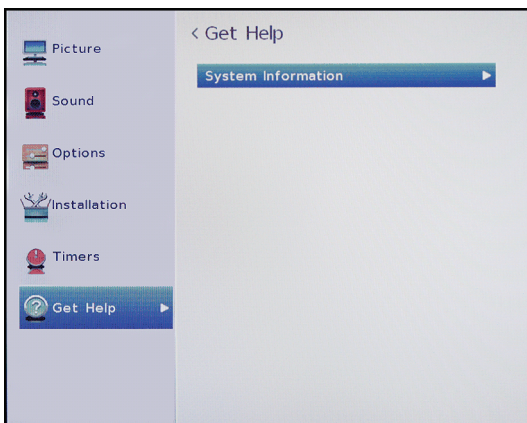 Picture
Sound
Options
Installation
Timers
Get Help
< Get Help
System Information